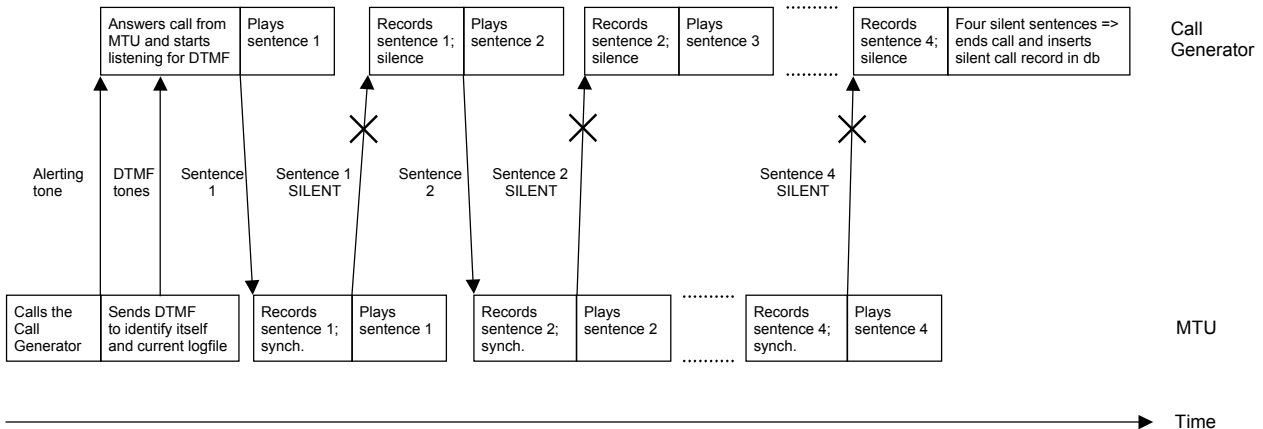 Answers call from
MTU and starts
listening for DTMF
Plays
sentence 1
Records
sentence 1;
silence
Plays
sentence 2
Records
sentence 2;
silence
Plays
sentence 3
Records
sentence 4;
silence
Four silent sentences =>
ends call and inserts
silent call record in db
Call
Generator
Alerting
tone
DTMF
tones
Sentence
1
Sentence 1
SILENT
Sentence
2
Sentence 2
SILENT
Sentence 4
SILENT
Calls the
Call
Generator
Sends DTMF
to identify itself
and current logfile
Records
sentence 1;
synch.
Plays
sentence 1
Records
sentence 2;
synch.
Plays
sentence 2
Records
sentence 4;
synch.
Plays
sentence 4
MTU
Time